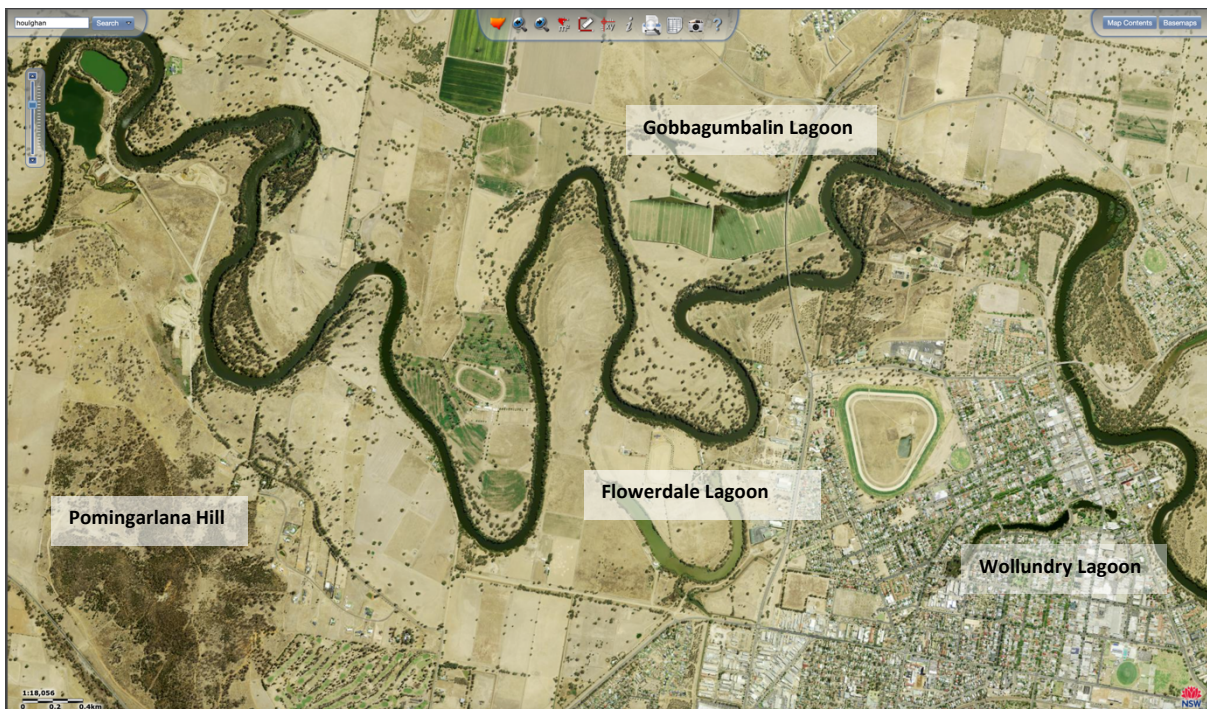 houlghan
Search
Map Contents
Basemaps
Gobbagumbalin Lagoon
Flowerdale Lagoon
Pomingarlana Hill
Wollundry Lagoon
1:18,056
0 0.2 0.4km
NSW